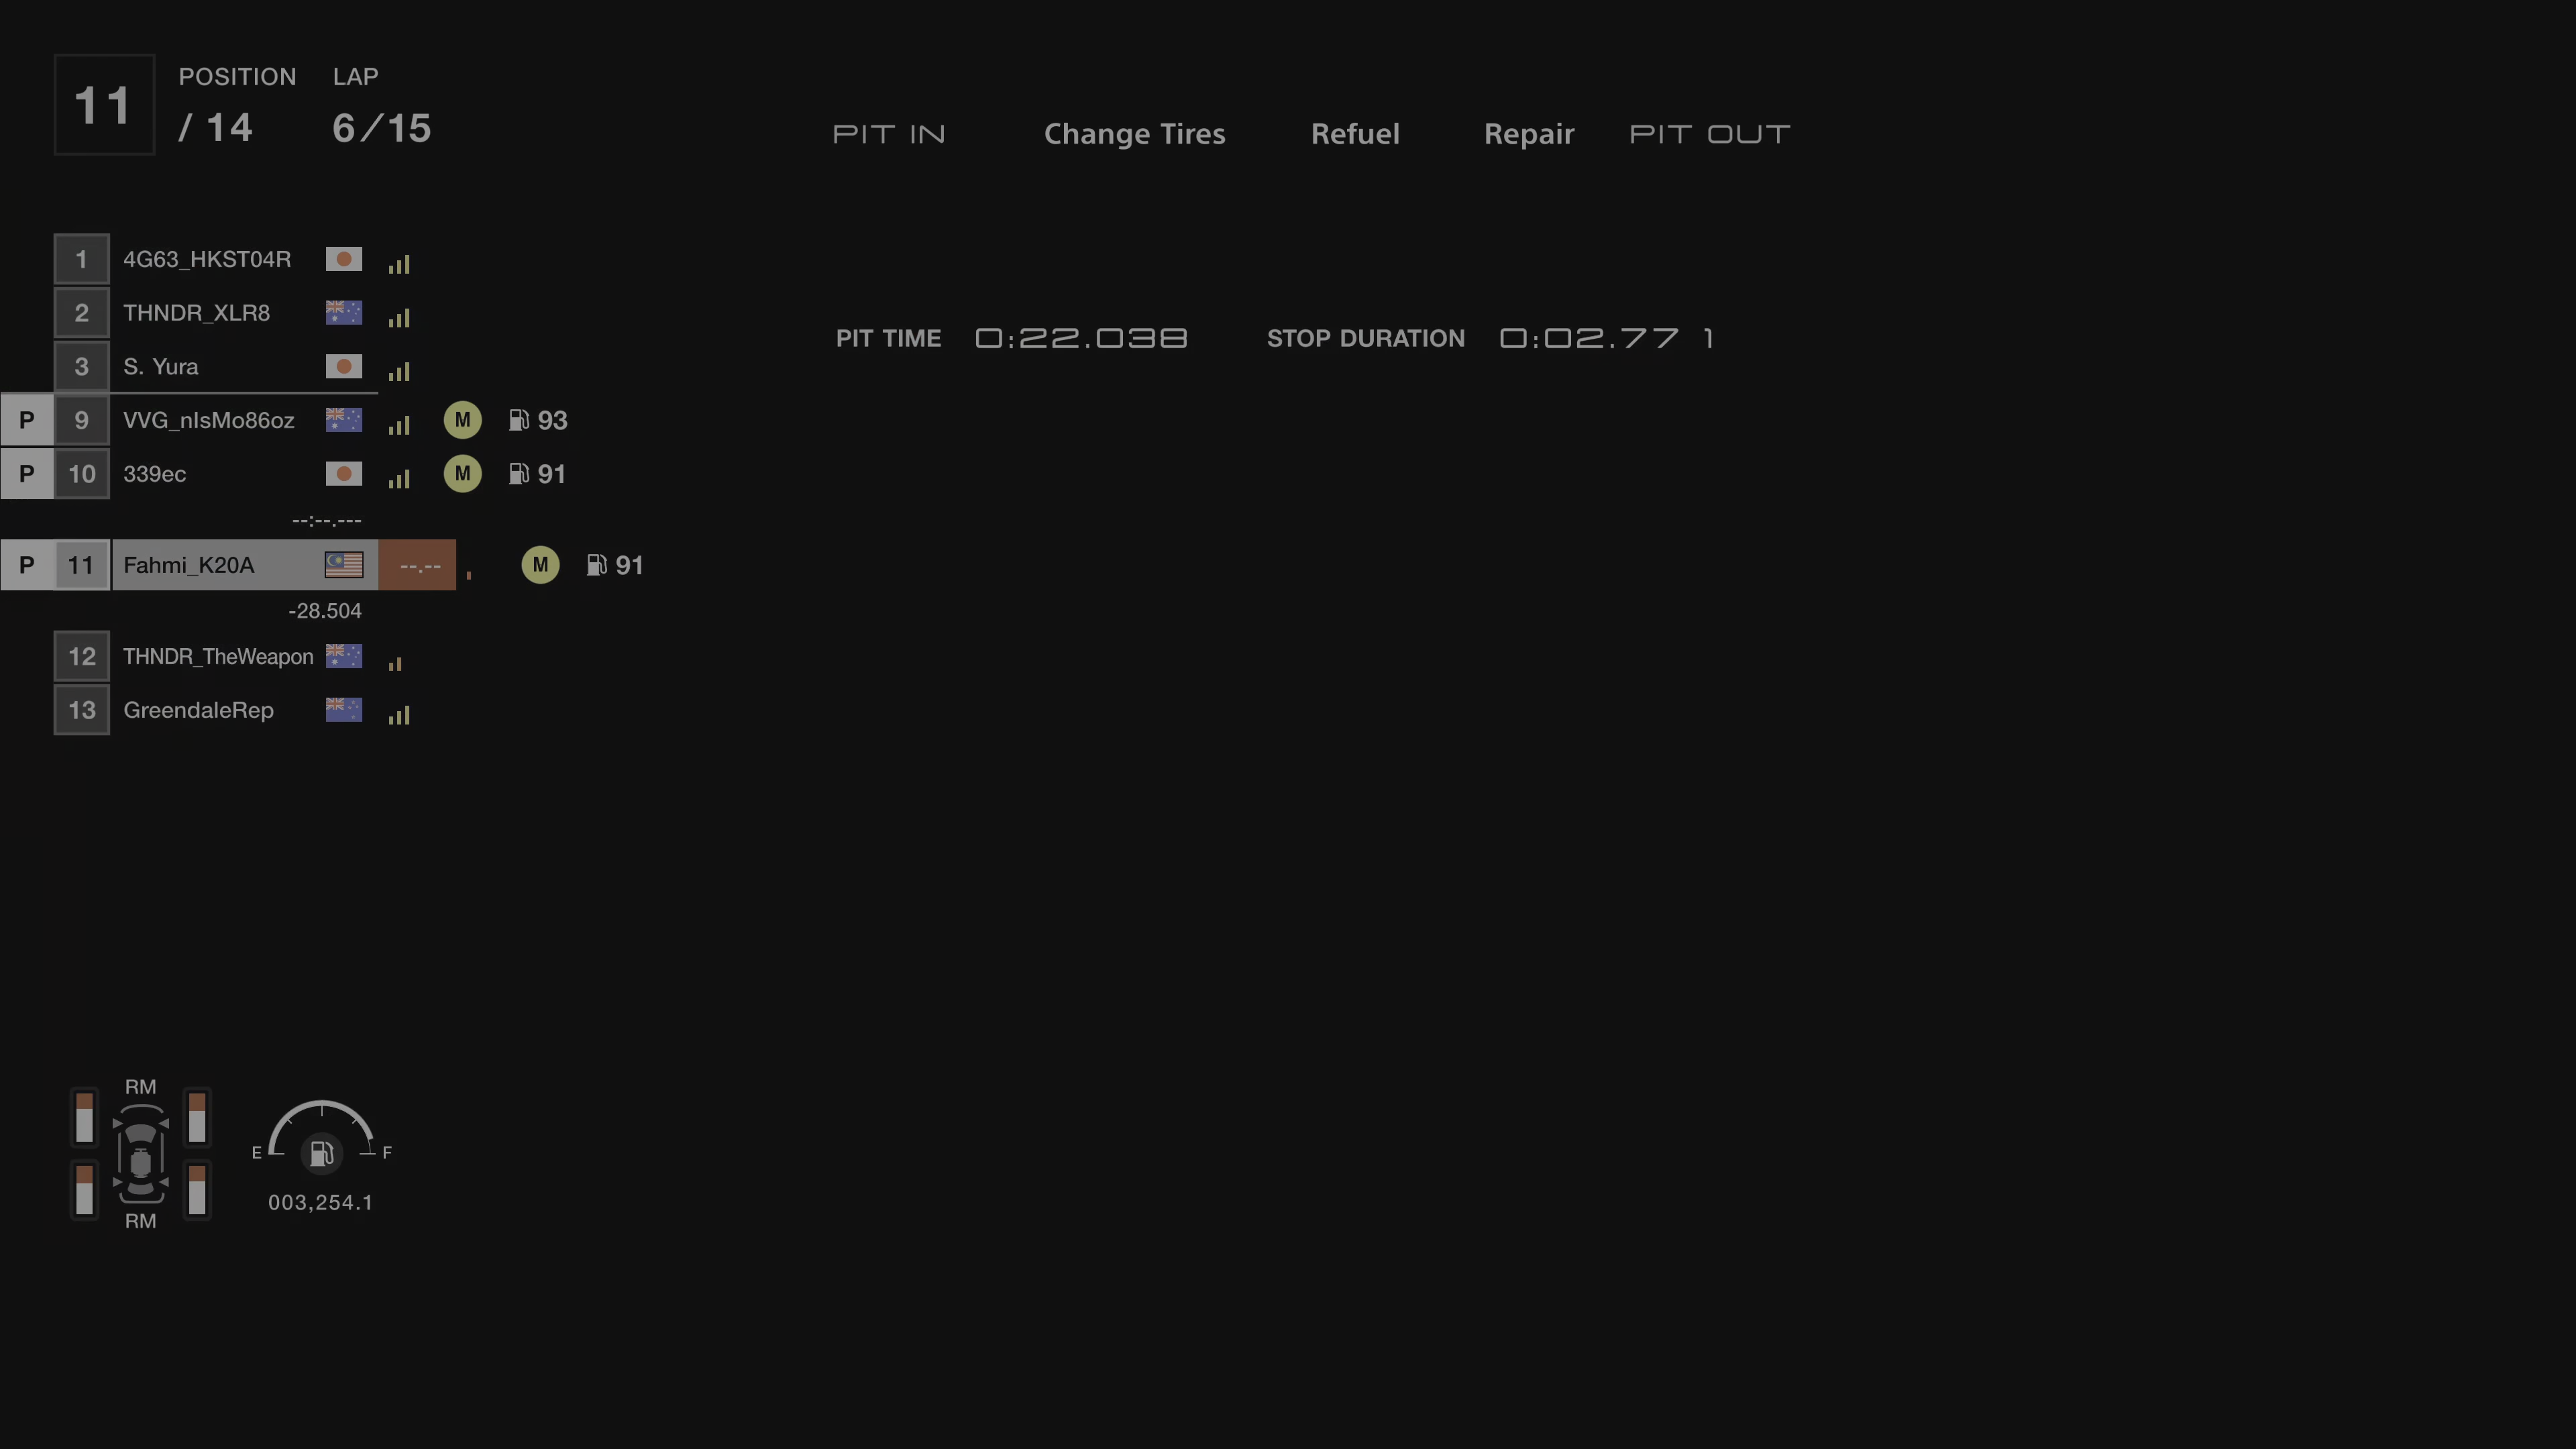 11 POSITION LAP
/ 14 6/15
PIT IN Change Tires Refuel Repair PIT OUT
1 4G63_HKST04R
2 THNDR_XLR8
PIT TIME 0:22.038 STOP DURATION 0:02.77 1
3 S. Yura
P 9 VVG_nIsMo86oz M 93
P 10 339ec M 91
--:--.---
P 11 Fahmi_K20A --.-- M 91
-28.504
12 THNDR_TheWeapon
13 GreendaleRep
RM
E F
003,254.1
RM